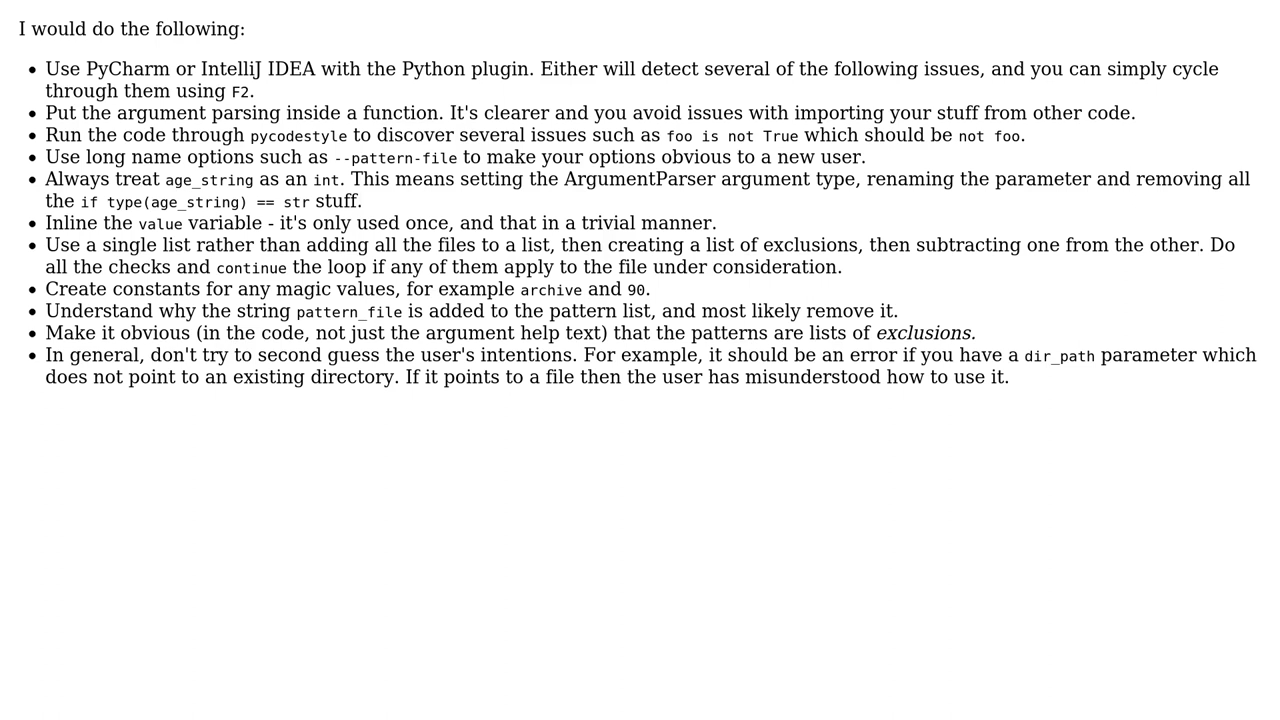 I would do the following:
• Use PyCharm or IntelliJ IDEA with the Python plugin. Either will detect several of the following issues, and you can simply cycle
through them using F2.
• Put the argument parsing inside a function. It's clearer and you avoid issues with importing your stuff from other code.
• Run the code through pycodestyle to discover several issues such as foo is not True which should be not foo.
• Use long name options such as --pattern-file to make your options obvious to a new user.
• Always treat age_string as an int. This means setting the ArgumentParser argument type, renaming the parameter and removing all
the if type(age_string) == str stuff.
• Inline the value variable - it's only used once, and that in a trivial manner.
• Use a single list rather than adding all the files to a list, then creating a list of exclusions, then subtracting one from the other. Do
all the checks and continue the loop if any of them apply to the file under consideration.
• Create constants for any magic values, for example archive and 90.
• Understand why the string pattern_file is added to the pattern list, and most likely remove it.
• Make it obvious (in the code, not just the argument help text) that the patterns are lists of exclusions.
• In general, don't try to second guess the user's intentions. For example, it should be an error if you have a dir_path parameter which
does not point to an existing directory. If it points to a file then the user has misunderstood how to use it.